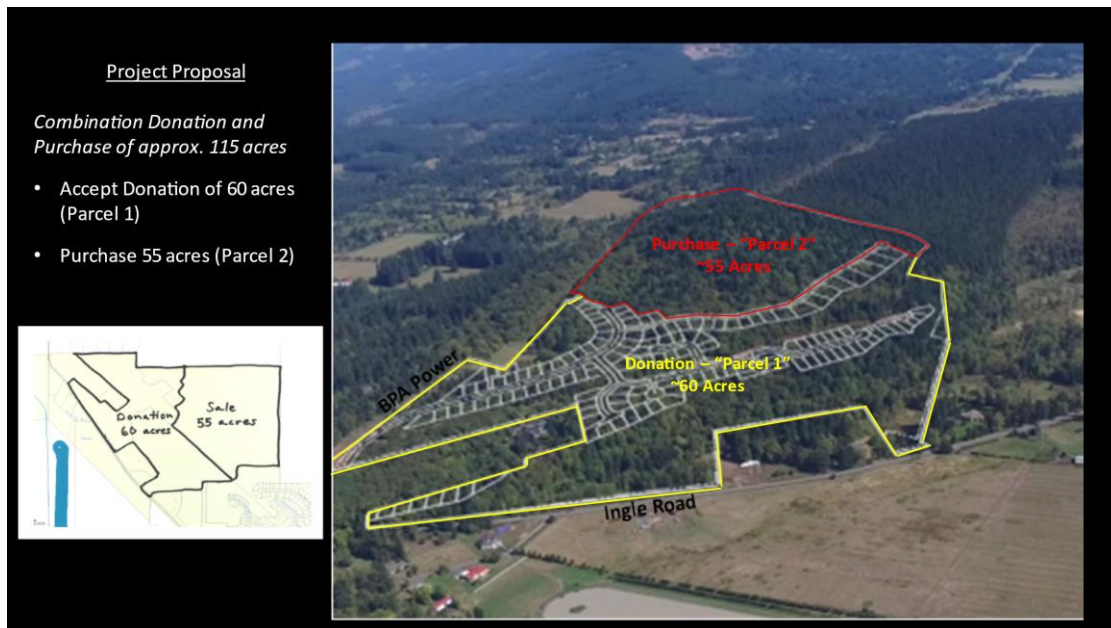 Project Proposal
Combination Donation and
Purchase of approx. 115 acres
• Accept Donation of 60 acres
(Parcel 1)
• Purchase 55 acres (Parcel 2)
Donation
60 acres
Sale
55 acres
Purchase – “Parcel 2”
~55 Acres
Donation – “Parcel 1”
~60 Acres
BPA Power
Ingle Road